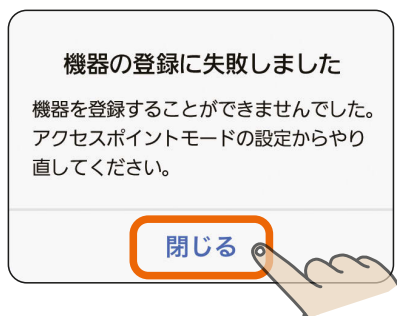 機器の登録に失敗しました
機器を登録することができませんでした。
アクセスポイントモードの設定からやり
直してください。
閉じる